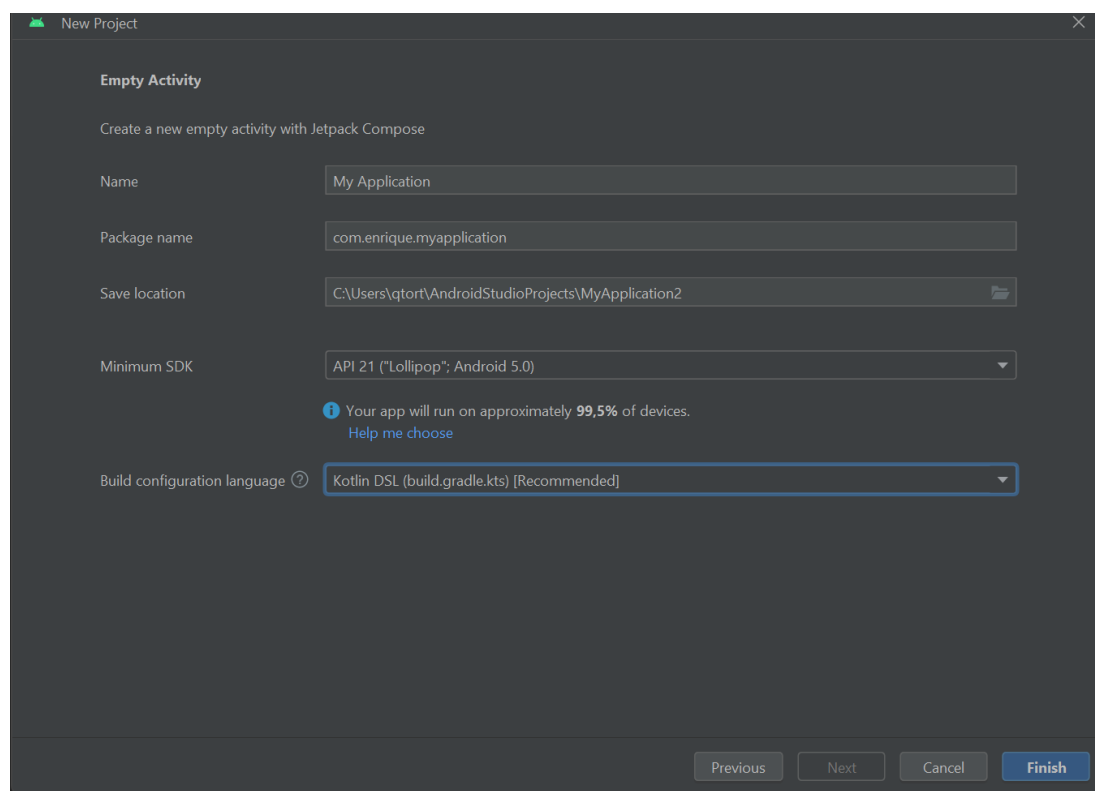 New Project
Empty Activity
Create a new empty activity with Jetpack Compose
Name My Application
Package name com.enrique.myapplication
Save location C:\Users\qtort\AndroidStudioProjects\MyApplication2
Minimum SDK API 21 ("Lollipop"; Android 5.0)
Your app will run on approximately 99,5% of devices.
Help me choose
Build configuration language Kotlin DSL (build.gradle.kts) [Recommended]
Previous Next Cancel Finish